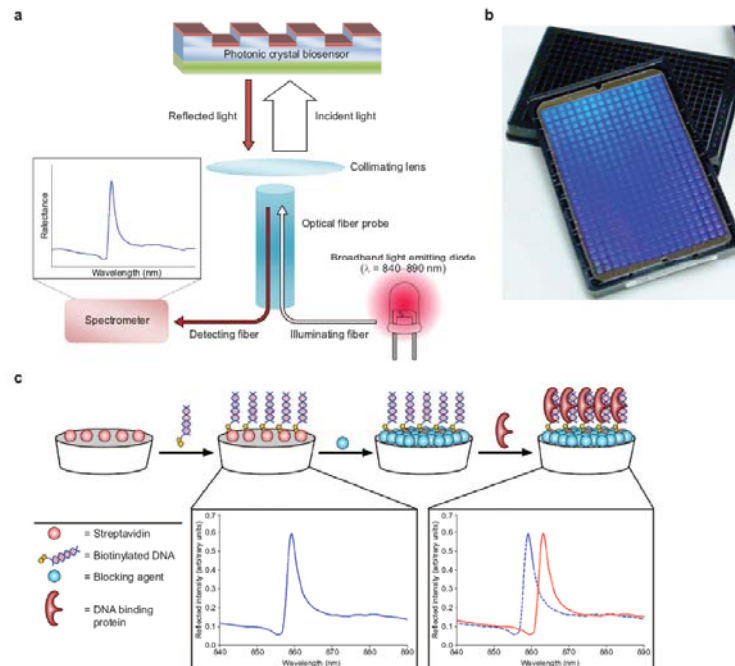 a
Photonic crystal biosensor
Reflected light
Incident light
Collimating lens
Relectance
Wavelength (nm)
Optical fiber probe
Broadband light emitting diode
(λ = 840–890 nm)
Spectrometer
Detecting fiber
Illuminating fiber
b
c
= Streptavidin
= Biotinylated DNA
= Blocking agent
= DNA binding
protein
Reflected intensity (arbitrary units)
0.7
0.6
0.5
0.4
0.3
0.2
0.1
0
840
850
860
870
880
890
Wavelength (nm)
Reflected intensity (arbitrary units)
0.7
0.6
0.5
0.4
0.3
0.2
0.1
0
840
850
860
870
880
890
Wavelength (nm)